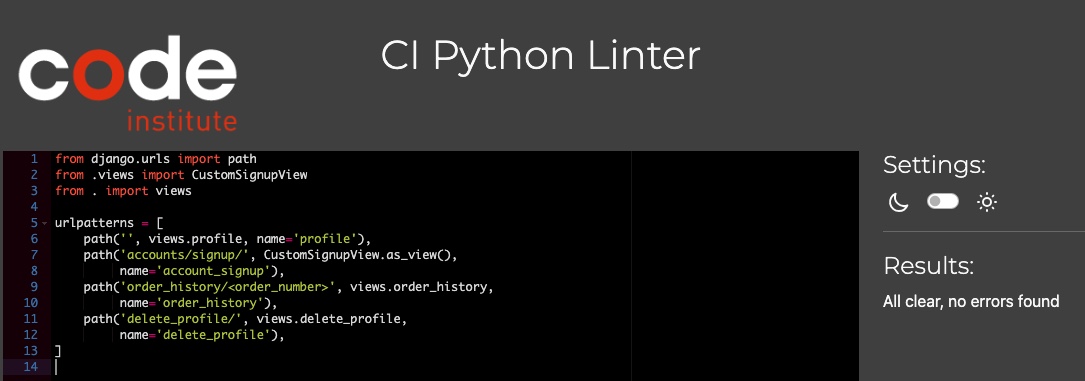 code
institute
CI Python Linter
1 from django.urls import path
2 from .views import CustomSignupView
3 from . import views
4
5 urlpatterns = [
6     path('', views.profile, name='profile'),
7     path('accounts/signup/', CustomSignupView.as_view(),
8          name='account_signup'),
9     path('order_history/<order_number>', views.order_history,
10          name='order_history'),
11     path('delete_profile/', views.delete_profile,
12          name='delete_profile'),
13 ]
14
Settings:
Results:
All clear, no errors found